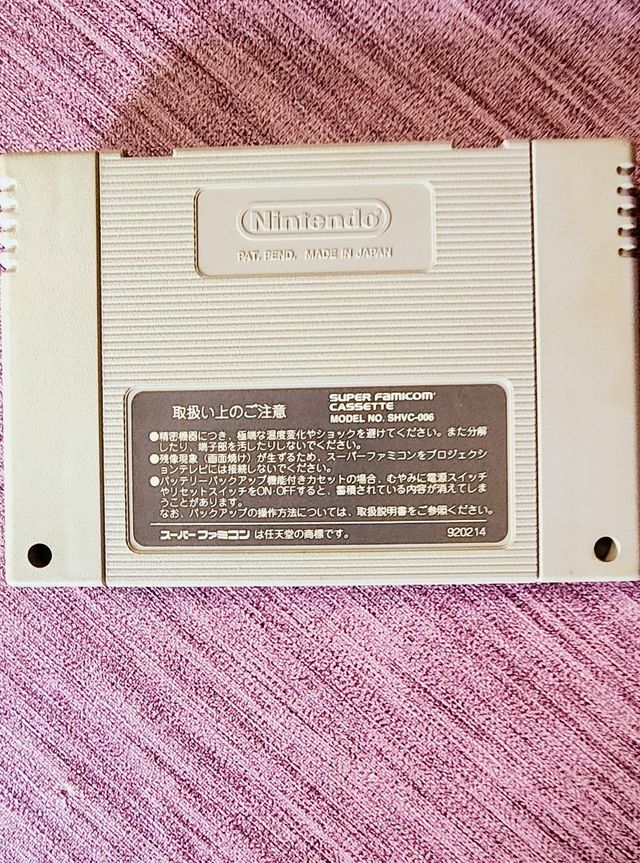 Nintendo®
PAT. PEND. MADE IN JAPAN
取扱い上のご注意
SUPER FAMICOM™
CASSETTE
MODEL NO. SHVC-006
●精密機器につき、極端な温度変化やショックを避けてください。また分解
したり、端子部を汚したりしないでください。
●残像現象（画面焼け）が生ずるため、スーパーファミコンをプロジェク
ションテレビには接続しないでください。
●バッテリーバックアップ機能付きカセットの場合、むやみに電源スイッチ
やリセットスイッチをON・OFFすると、蓄積されている内容が消えてしま
うことがあります。
なお、バックアップの操作方法については、取扱説明書をご参照ください。
スーパーファミコンは任天堂の商標です。
920214